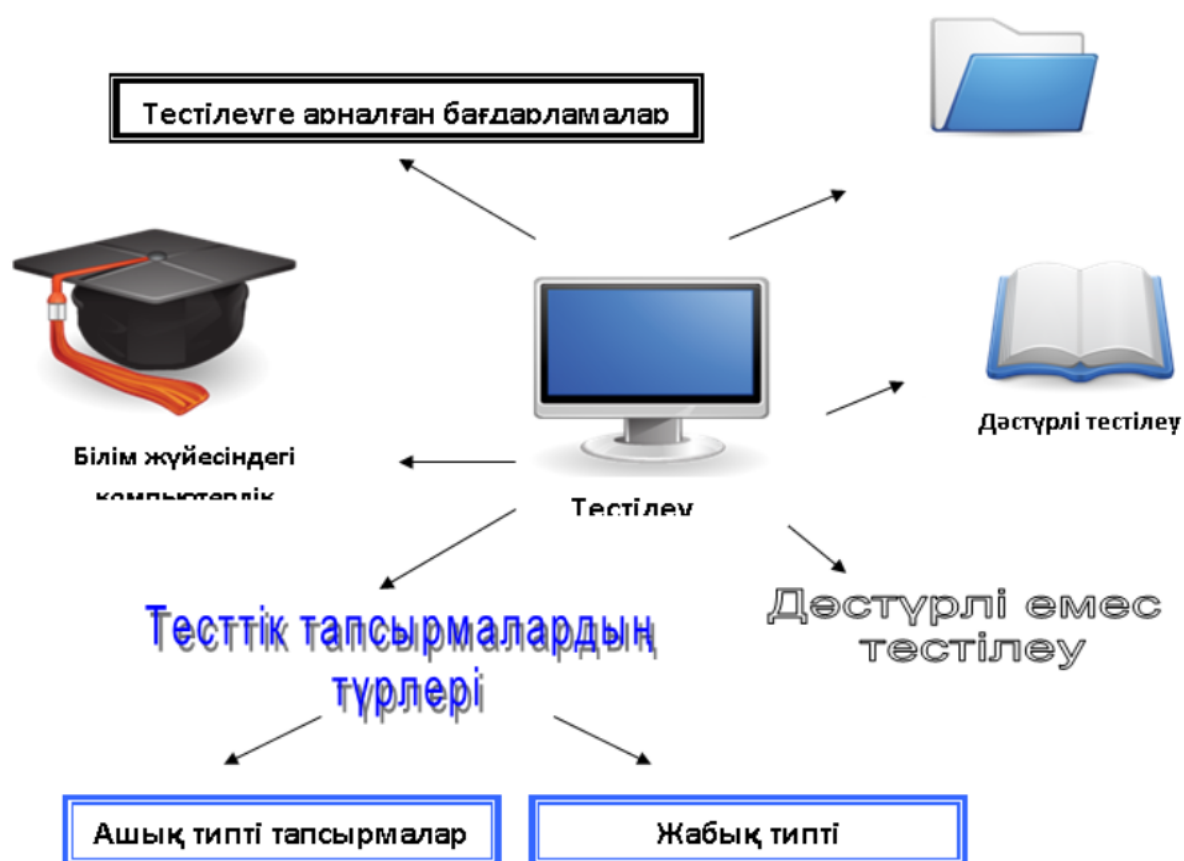 Тестілеуге арналған бағдарламалар
Дәстүрлі тестілеу
Білім жүйесіндегі
компьютерлік
Тестілеу
Дәстүрлі емес
тестілеу
Тесттік тапсырмалардың
түрлері
Ашық типті тапсырмалар
Жабық типті